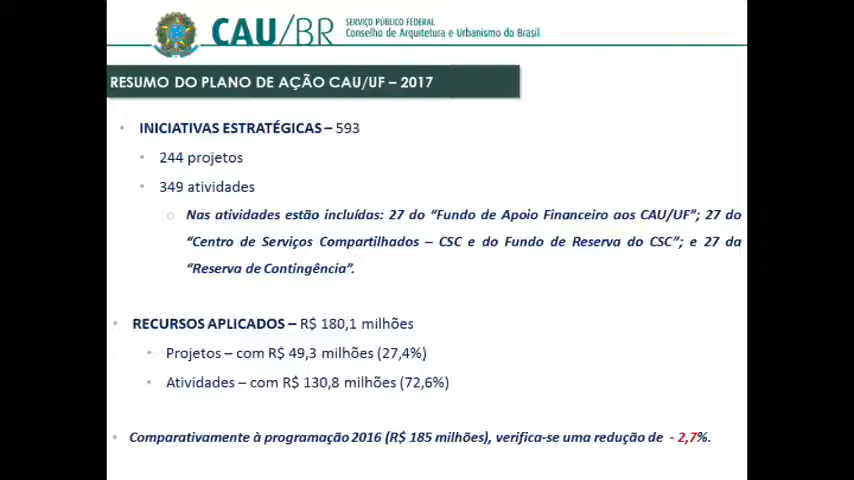 CAU/BR
SERVIÇO PÚBLICO FEDERAL
Conselho de Arquitetura e Urbanismo do Brasil
RESUMO DO PLANO DE AÇÃO CAU/UF – 2017
INICIATIVAS ESTRATÉGICAS – 593
244 projetos
349 atividades
Nas atividades estão incluídas: 27 do “Fundo de Apoio Financeiro aos CAU/UF”; 27 do
“Centro de Serviços Compartilhados – CSC e do Fundo de Reserva do CSC”; e 27 da
“Reserva de Contingência”.
RECURSOS APLICADOS – R$ 180,1 milhões
Projetos – com R$ 49,3 milhões (27,4%)
Atividades – com R$ 130,8 milhões (72,6%)
Comparativamente à programação 2016 (R$ 185 milhões), verifica-se uma redução de - 2,7%.